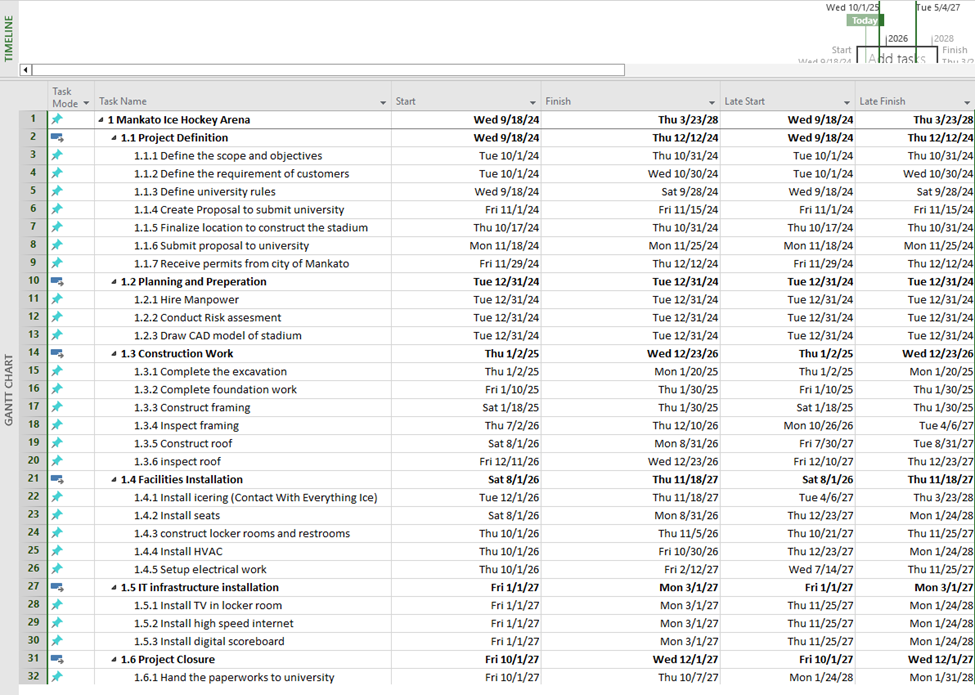 TIMELINE
Wed 10/1/25 Tue 5/4/27
Today
2026 2028
Start Add tasks Finish
Wed 9/18/24 Thu 3/2
GANTT CHART
Task Mode Task Name Start Finish Late Start Late Finish
1 1 Mankato Ice Hockey Arena Wed 9/18/24 Thu 3/23/28 Wed 9/18/24 Thu 3/23/28
2 1.1 Project Definition Wed 9/18/24 Thu 12/12/24 Wed 9/18/24 Thu 12/12/24
3 1.1.1 Define the scope and objectives Tue 10/1/24 Thu 10/31/24 Tue 10/1/24 Thu 10/31/24
4 1.1.2 Define the requirement of customers Tue 10/1/24 Wed 10/30/24 Tue 10/1/24 Wed 10/30/24
5 1.1.3 Define university rules Wed 9/18/24 Sat 9/28/24 Wed 9/18/24 Sat 9/28/24
6 1.1.4 Create Proposal to submit university Fri 11/1/24 Fri 11/15/24 Fri 11/1/24 Fri 11/15/24
7 1.1.5 Finalize location to construct the stadium Thu 10/17/24 Thu 10/31/24 Thu 10/17/24 Thu 10/31/24
8 1.1.6 Submit proposal to university Mon 11/18/24 Mon 11/25/24 Mon 11/18/24 Mon 11/25/24
9 1.1.7 Receive permits from city of Mankato Fri 11/29/24 Thu 12/12/24 Fri 11/29/24 Thu 12/12/24
10 1.2 Planning and Preperation Tue 12/31/24 Tue 12/31/24 Tue 12/31/24 Tue 12/31/24
11 1.2.1 Hire Manpower Tue 12/31/24 Tue 12/31/24 Tue 12/31/24 Tue 12/31/24
12 1.2.2 Conduct Risk assesment Tue 12/31/24 Tue 12/31/24 Tue 12/31/24 Tue 12/31/24
13 1.2.3 Draw CAD model of stadium Tue 12/31/24 Tue 12/31/24 Tue 12/31/24 Tue 12/31/24
14 1.3 Construction Work Thu 1/2/25 Wed 12/23/26 Thu 1/2/25 Wed 12/23/26
15 1.3.1 Complete the excavation Thu 1/2/25 Mon 1/20/25 Thu 1/2/25 Mon 1/20/25
16 1.3.2 Complete foundation work Fri 1/10/25 Thu 1/30/25 Fri 1/10/25 Thu 1/30/25
17 1.3.3 Construct framing Sat 1/18/25 Thu 1/30/25 Sat 1/18/25 Thu 1/30/25
18 1.3.4 Inspect framing Thu 7/2/26 Thu 12/10/26 Mon 10/26/26 Tue 4/6/27
19 1.3.5 Construct roof Sat 8/1/26 Mon 8/31/26 Fri 7/30/27 Tue 8/31/27
20 1.3.6 inspect roof Fri 12/11/26 Wed 12/23/26 Fri 12/10/27 Thu 12/23/27
21 1.4 Facilities Installation Sat 8/1/26 Thu 11/18/27 Sat 8/1/26 Thu 11/18/27
22 1.4.1 Install icering (Contact With Everything Ice) Tue 12/1/26 Thu 11/18/27 Tue 4/6/27 Thu 3/23/28
23 1.4.2 Install seats Sat 8/1/26 Mon 8/31/26 Thu 12/23/27 Mon 1/24/28
24 1.4.3 construct locker rooms and restrooms Thu 10/1/26 Thu 11/5/26 Thu 10/21/27 Thu 11/25/27
25 1.4.4 Install HVAC Thu 10/1/26 Fri 10/30/26 Thu 12/23/27 Mon 1/24/28
26 1.4.5 Setup electrical work Thu 10/1/26 Fri 2/12/27 Wed 7/14/27 Thu 11/25/27
27 1.5 IT infrastructure installation Fri 1/1/27 Mon 3/1/27 Fri 1/1/27 Mon 3/1/27
28 1.5.1 Install TV in locker room Fri 1/1/27 Mon 3/1/27 Thu 11/25/27 Mon 1/24/28
29 1.5.2 Install high speed internet Fri 1/1/27 Mon 3/1/27 Thu 11/25/27 Mon 1/24/28
30 1.5.3 Install digital scoreboard Fri 1/1/27 Mon 3/1/27 Thu 11/25/27 Mon 1/24/28
31 1.6 Project Closure Fri 10/1/27 Wed 12/1/27 Fri 10/1/27 Wed 12/1/27
32 1.6.1 Hand the paperworks to university Fri 10/1/27 Thu 10/7/27 Mon 1/24/28 Mon 1/31/28